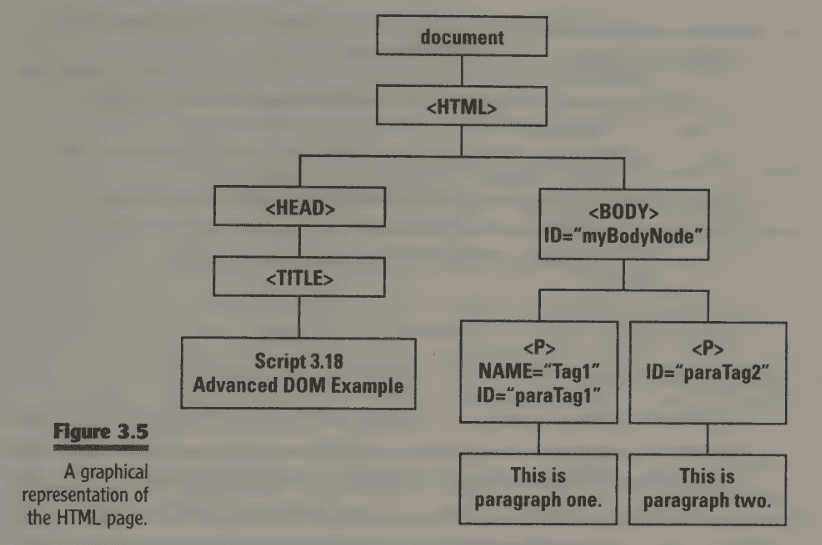 document
<HTML>
<HEAD>
<BODY>
ID="myBodyNode"
<TITLE>
Script 3.18
Advanced DOM Example
<P>
NAME="Tag1"
ID="paraTag1"
<P>
ID="paraTag2"
This is
paragraph one.
This is
paragraph two.
Figure 3.5
A graphical
representation of
the HTML page.